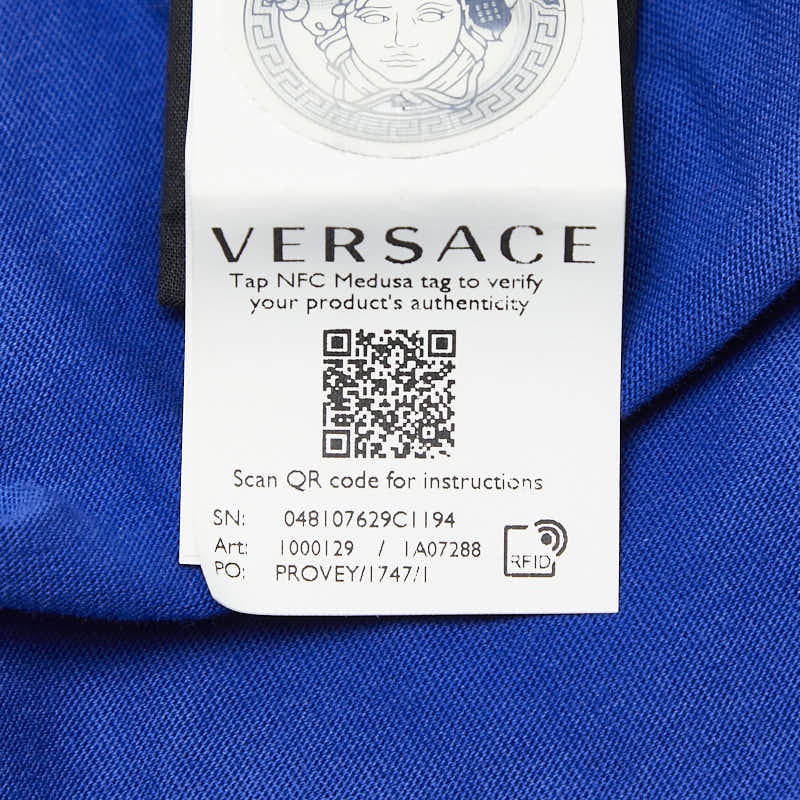 VERSACE
Tap NFC Medusa tag to verify
your product's authenticity
Scan QR code for instructions
SN: 048107629C1194
Art: 1000129 / 1A07288
PO: PROVEY/1747/1
RFID